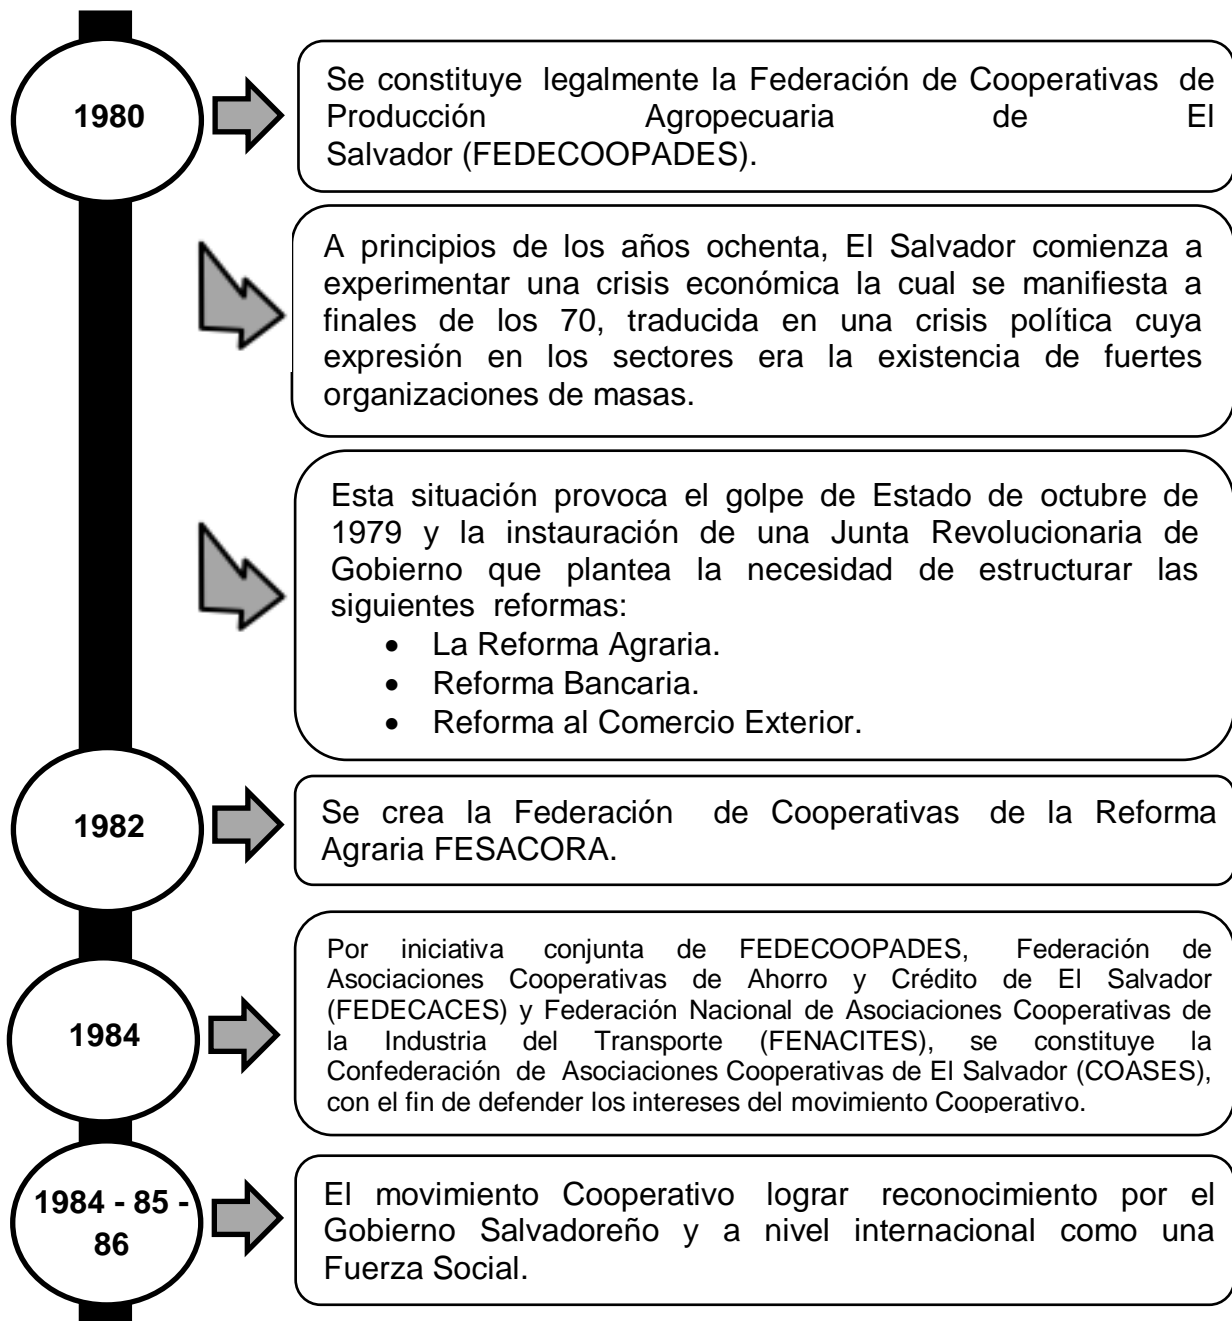 1980
Se constituye legalmente la Federación de Cooperativas de
Producción Agropecuaria de El
Salvador (FEDECOOPADES).
A principios de los años ochenta, El Salvador comienza a
experimentar una crisis económica la cual se manifiesta a
finales de los 70, traducida en una crisis política cuya
expresión en los sectores era la existencia de fuertes
organizaciones de masas.
Esta situación provoca el golpe de Estado de octubre de
1979 y la instauración de una Junta Revolucionaria de
Gobierno que plantea la necesidad de estructurar las
siguientes reformas:
• La Reforma Agraria.
• Reforma Bancaria.
• Reforma al Comercio Exterior.
1982
Se crea la Federación de Cooperativas de la Reforma
Agraria FESACORA.
1984
Por iniciativa conjunta de FEDECOOPADES, Federación de
Asociaciones Cooperativas de Ahorro y Crédito de El Salvador
(FEDECACES) y Federación Nacional de Asociaciones Cooperativas de
la Industria del Transporte (FENACITES), se constituye la
Confederación de Asociaciones Cooperativas de El Salvador (COASES),
con el fin de defender los intereses del movimiento Cooperativo.
1984 - 85 -
86
El movimiento Cooperativo lograr reconocimiento por el
Gobierno Salvadoreño y a nivel internacional como una
Fuerza Social.